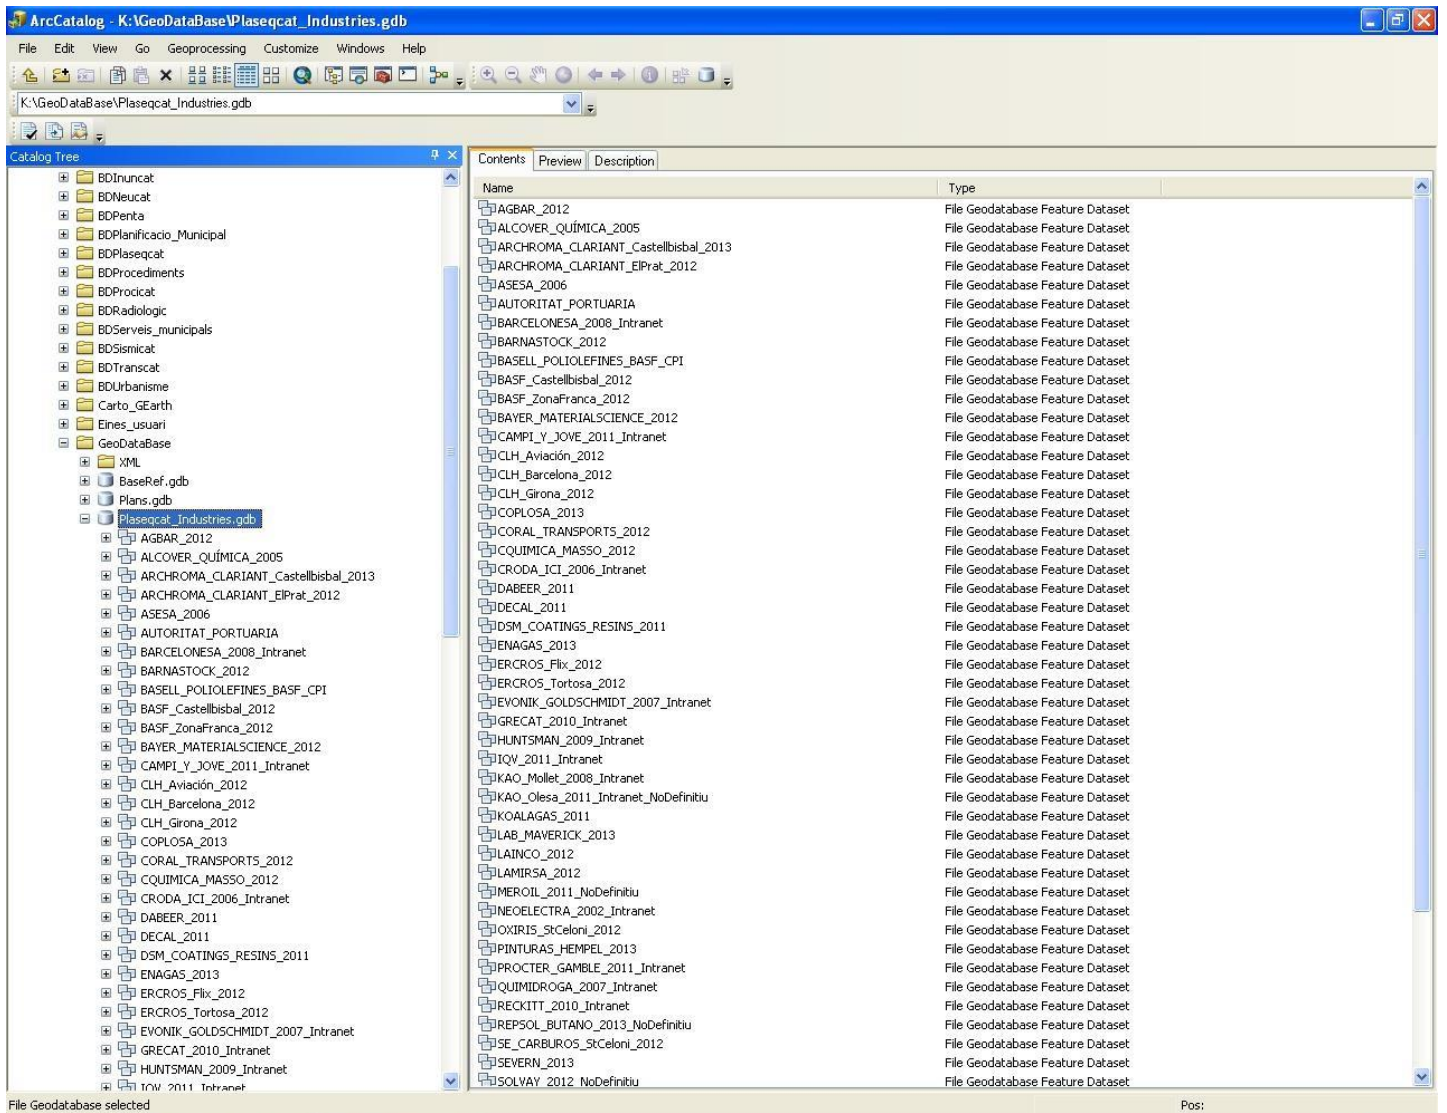 ArcCatalog - K:\GeoDataBase\Plaseqcat_Industries.gdb
File Edit View Go Geoprocessing Customize Windows Help
K:\GeoDataBase\Plaseqcat_Industries.gdb
Catalog Tree
BDInuncat
BDNeucat
BDPenta
BDPlanificacio_Municipal
BDPlaseqcat
BDProcediments
BDProcicat
BDRadiologic
BDServeis_municipals
BDSismicat
BDTranscat
BDUrbanisme
Carto_GEarth
Eines_usuari
GeoDataBase
XML
BaseRef.gdb
Plans.gdb
Plaseqcat_Industries.gdb
AGBAR_2012
ALCOVER_QUÍMICA_2005
ARCHROMA_CLARIANT_Castellbisbal_2013
ARCHROMA_CLARIANT_ElPrat_2012
ASESA_2006
AUTORITAT_PORTUARIA
BARCELONESA_2008_Intranet
BARNASTOCK_2012
BASELL_POLIOLEFINES_BASF_CPI
BASF_Castellbisbal_2012
BASF_ZonaFranca_2012
BAYER_MATERIALSCIENCE_2012
CAMPI_Y_JOVE_2011_Intranet
CLH_Aviación_2012
CLH_Barcelona_2012
CLH_Girona_2012
COPLOSA_2013
CORAL_TRANSPORTS_2012
CQUIMICA_MASSO_2012
CRODA_ICI_2006_Intranet
DABEER_2011
DECAL_2011
DSM_COATINGS_RESINS_2011
ENAGAS_2013
ERCROS_Flix_2012
ERCROS_Tortosa_2012
EVONIK_GOLDSCHMIDT_2007_Intranet
GRECAT_2010_Intranet
HUNTSMAN_2009_Intranet
IQV_2011_Intranet
Contents Preview Description
Name Type
AGBAR_2012 File Geodatabase Feature Dataset
ALCOVER_QUÍMICA_2005 File Geodatabase Feature Dataset
ARCHROMA_CLARIANT_Castellbisbal_2013 File Geodatabase Feature Dataset
ARCHROMA_CLARIANT_ElPrat_2012 File Geodatabase Feature Dataset
ASESA_2006 File Geodatabase Feature Dataset
AUTORITAT_PORTUARIA File Geodatabase Feature Dataset
BARCELONESA_2008_Intranet File Geodatabase Feature Dataset
BARNASTOCK_2012 File Geodatabase Feature Dataset
BASELL_POLIOLEFINES_BASF_CPI File Geodatabase Feature Dataset
BASF_Castellbisbal_2012 File Geodatabase Feature Dataset
BASF_ZonaFranca_2012 File Geodatabase Feature Dataset
BAYER_MATERIALSCIENCE_2012 File Geodatabase Feature Dataset
CAMPI_Y_JOVE_2011_Intranet File Geodatabase Feature Dataset
CLH_Aviación_2012 File Geodatabase Feature Dataset
CLH_Barcelona_2012 File Geodatabase Feature Dataset
CLH_Girona_2012 File Geodatabase Feature Dataset
COPLOSA_2013 File Geodatabase Feature Dataset
CORAL_TRANSPORTS_2012 File Geodatabase Feature Dataset
CQUIMICA_MASSO_2012 File Geodatabase Feature Dataset
CRODA_ICI_2006_Intranet File Geodatabase Feature Dataset
DABEER_2011 File Geodatabase Feature Dataset
DECAL_2011 File Geodatabase Feature Dataset
DSM_COATINGS_RESINS_2011 File Geodatabase Feature Dataset
ENAGAS_2013 File Geodatabase Feature Dataset
ERCROS_Flix_2012 File Geodatabase Feature Dataset
ERCROS_Tortosa_2012 File Geodatabase Feature Dataset
EVONIK_GOLDSCHMIDT_2007_Intranet File Geodatabase Feature Dataset
GRECAT_2010_Intranet File Geodatabase Feature Dataset
HUNTSMAN_2009_Intranet File Geodatabase Feature Dataset
IQV_2011_Intranet File Geodatabase Feature Dataset
KAO_Mollet_2008_Intranet File Geodatabase Feature Dataset
KAO_Olesa_2011_Intranet_NoDefinitiu File Geodatabase Feature Dataset
KOALAGAS_2011 File Geodatabase Feature Dataset
LAB_MAVERICK_2013 File Geodatabase Feature Dataset
LAINCO_2012 File Geodatabase Feature Dataset
LAMIRSA_2012 File Geodatabase Feature Dataset
MEROIL_2011_NoDefinitiu File Geodatabase Feature Dataset
NEOELECTRA_2002_Intranet File Geodatabase Feature Dataset
OXIRIS_StCeloni_2012 File Geodatabase Feature Dataset
PINTURAS_HEMPEL_2013 File Geodatabase Feature Dataset
PROCTER_GAMBLE_2011_Intranet File Geodatabase Feature Dataset
QUIMIDROGA_2007_Intranet File Geodatabase Feature Dataset
RECKITT_2010_Intranet File Geodatabase Feature Dataset
REPSOL_BUTANO_2013_NoDefinitiu File Geodatabase Feature Dataset
SE_CARBUROS_StCeloni_2012 File Geodatabase Feature Dataset
SEVERN_2013 File Geodatabase Feature Dataset
SOLVAY_2012_NoDefinitiu File Geodatabase Feature Dataset
File Geodatabase selected Pos: